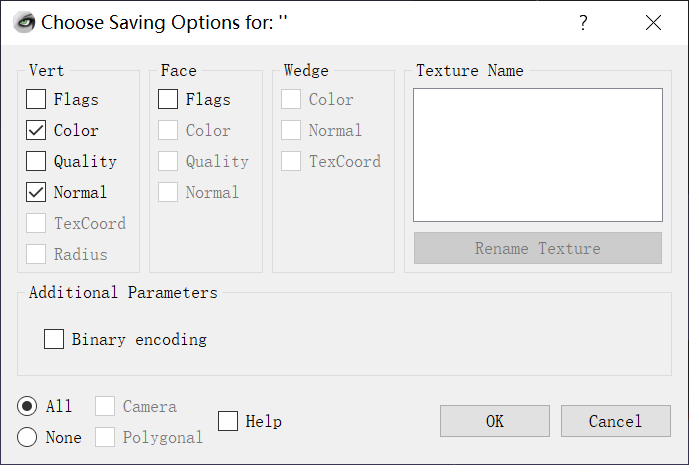 Choose Saving Options for: ''
?
Vert
Flags
Color
Quality
Normal
TexCoord
Radius
Face
Flags
Color
Quality
Normal
Wedge
Color
Normal
TexCoord
Texture Name
Rename Texture
Additional Parameters
Binary encoding
All
None
Camera
Polygonal
Help
OK
Cancel